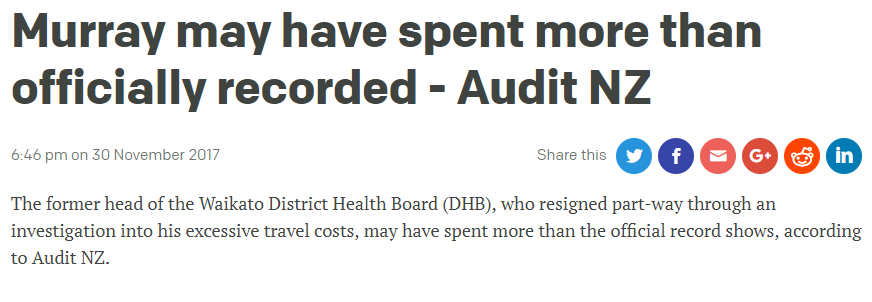 Murray may have spent more than
officially recorded - Audit NZ
6:46 pm on 30 November 2017
Share this
G+
in
The former head of the Waikato District Health Board (DHB), who resigned part-way through an
investigation into his excessive travel costs, may have spent more than the official record shows, according
to Audit NZ.